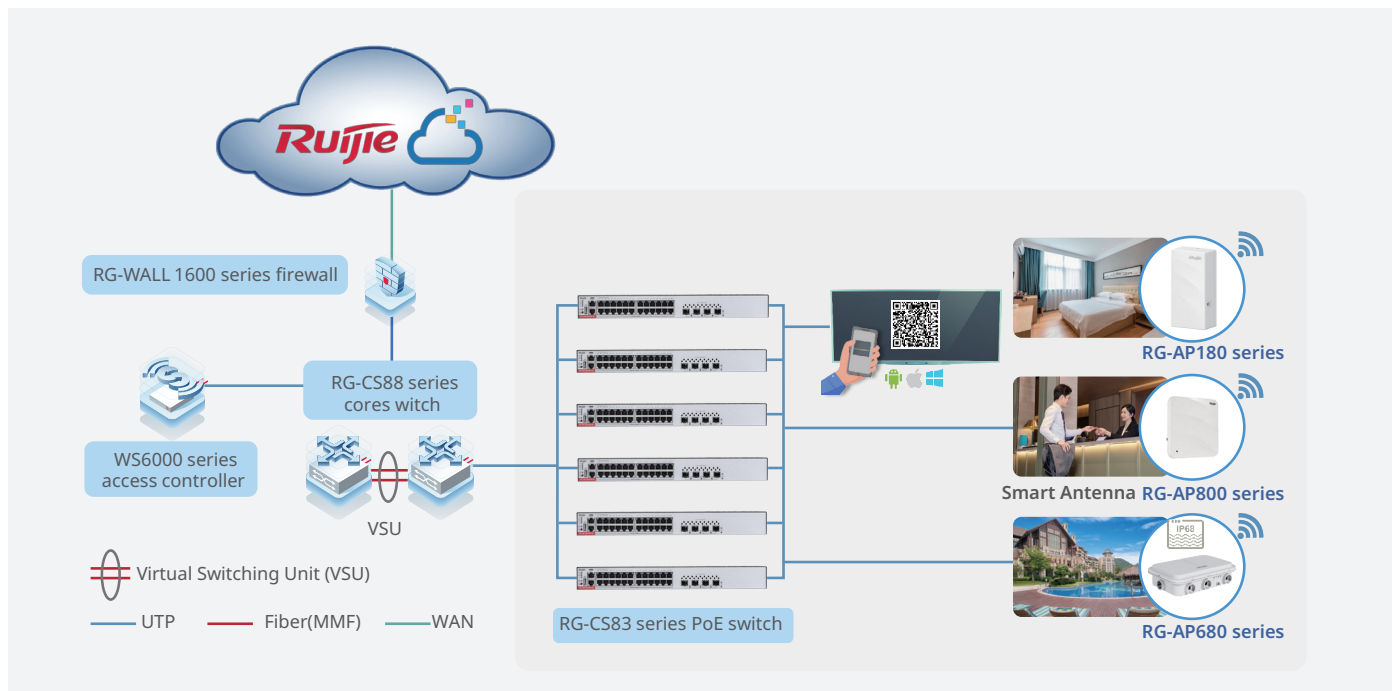 Ruijie
RG-WALL 1600 series firewall
RG-CS88 series
cores witch
WS6000 series
access controller
VSU
Virtual Switching Unit (VSU)
UTP
Fiber(MMF)
WAN
RG-CS83 series PoE switch
RG-AP180 series
Smart Antenna RG-AP800 series
IP68
RG-AP680 series